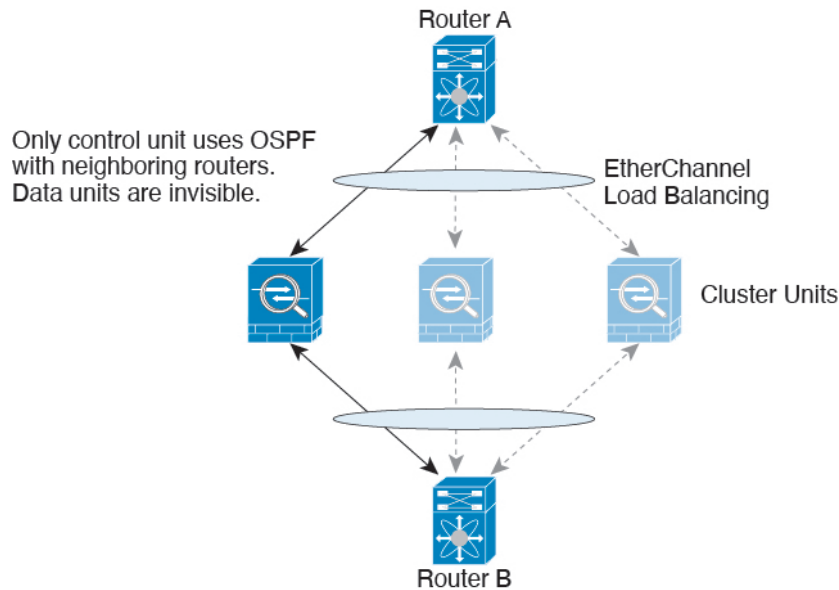 Router A
Only control unit uses OSPF
with neighboring routers.
Data units are invisible.
EtherChannel
Load Balancing
Cluster Units
Router B